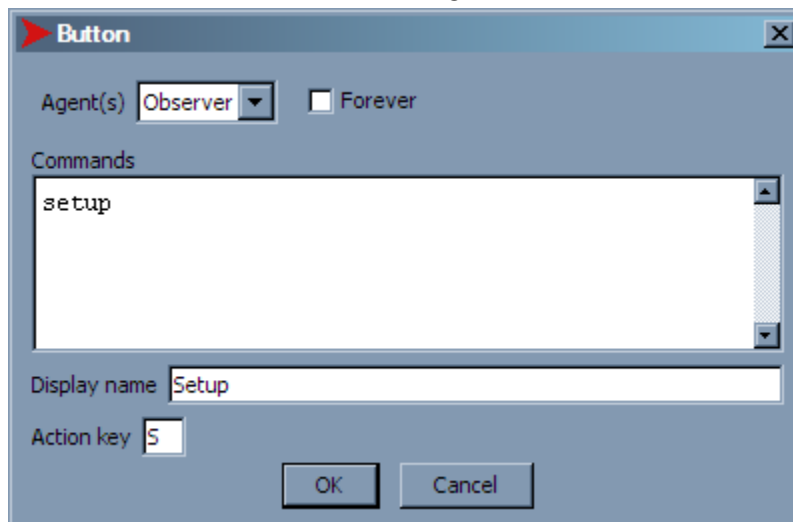 Button
Agent(s) Observer Forever
Commands
setup
Display name Setup
Action key S
OK Cancel